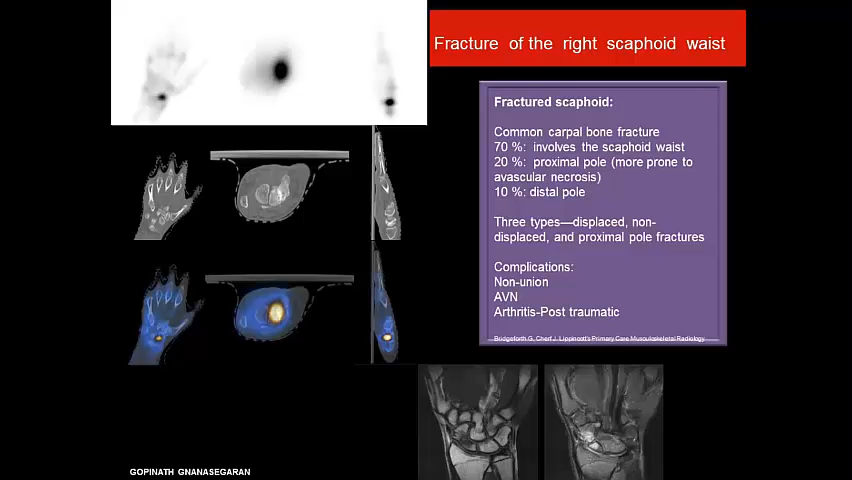 Fracture of the right scaphoid waist
Fractured scaphoid:
Common carpal bone fracture
70 %: involves the scaphoid waist
20 %: proximal pole (more prone to
avascular necrosis)
10 %: distal pole
Three types—displaced, non-
displaced, and proximal pole fractures
Complications:
Non-union
AVN
Arthritis-Post traumatic
Bridgeforth G, Cherf J. Lippincott's Primary Care Musculoskeletal Radiology
GOPINATH GNANASEGARAN